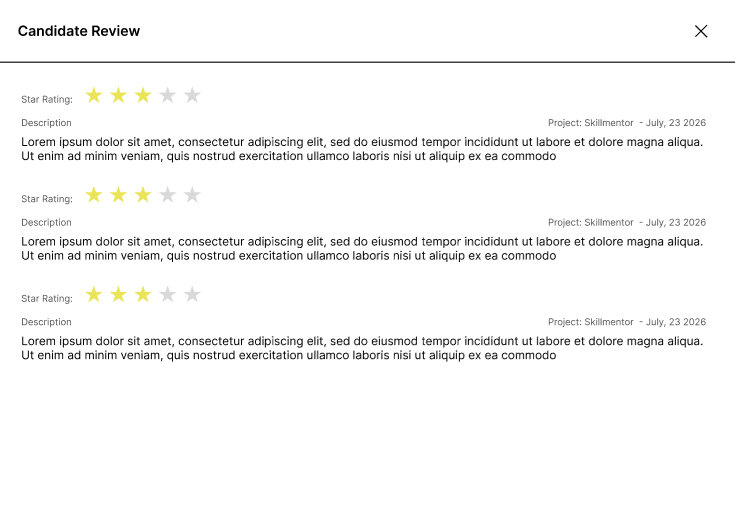 Candidate Review
Star Rating:
Description
Project: Skillmentor - July, 23 2026
Lorem ipsum dolor sit amet, consectetur adipiscing elit, sed do eiusmod tempor incididunt ut labore et dolore magna aliqua.
Ut enim ad minim veniam, quis nostrud exercitation ullamco laboris nisi ut aliquip ex ea commodo
Star Rating:
Description
Project: Skillmentor - July, 23 2026
Lorem ipsum dolor sit amet, consectetur adipiscing elit, sed do eiusmod tempor incididunt ut labore et dolore magna aliqua.
Ut enim ad minim veniam, quis nostrud exercitation ullamco laboris nisi ut aliquip ex ea commodo
Star Rating:
Description
Project: Skillmentor - July, 23 2026
Lorem ipsum dolor sit amet, consectetur adipiscing elit, sed do eiusmod tempor incididunt ut labore et dolore magna aliqua.
Ut enim ad minim veniam, quis nostrud exercitation ullamco laboris nisi ut aliquip ex ea commodo